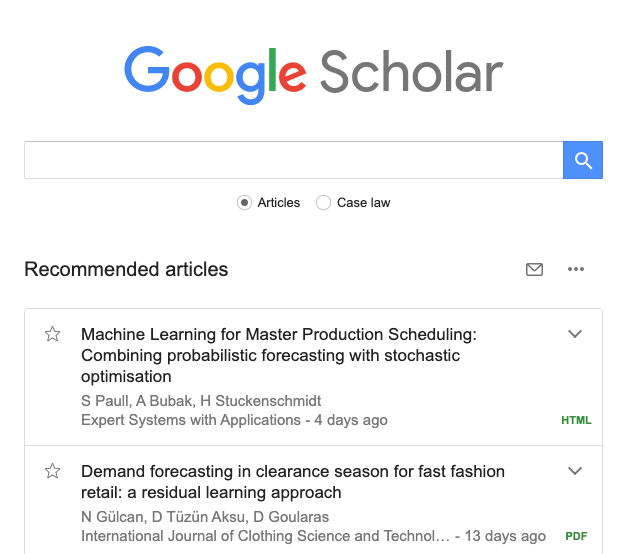 Google Scholar
Articles Case law
Recommended articles
Machine Learning for Master Production Scheduling:
Combining probabilistic forecasting with stochastic
optimisation
S Paull, A Bubak, H Stuckenschmidt
Expert Systems with Applications - 4 days ago HTML
Demand forecasting in clearance season for fast fashion
retail: a residual learning approach
N Gülcan, D Tüzün Aksu, D Goularas
International Journal of Clothing Science and Technol… - 13 days ago PDF